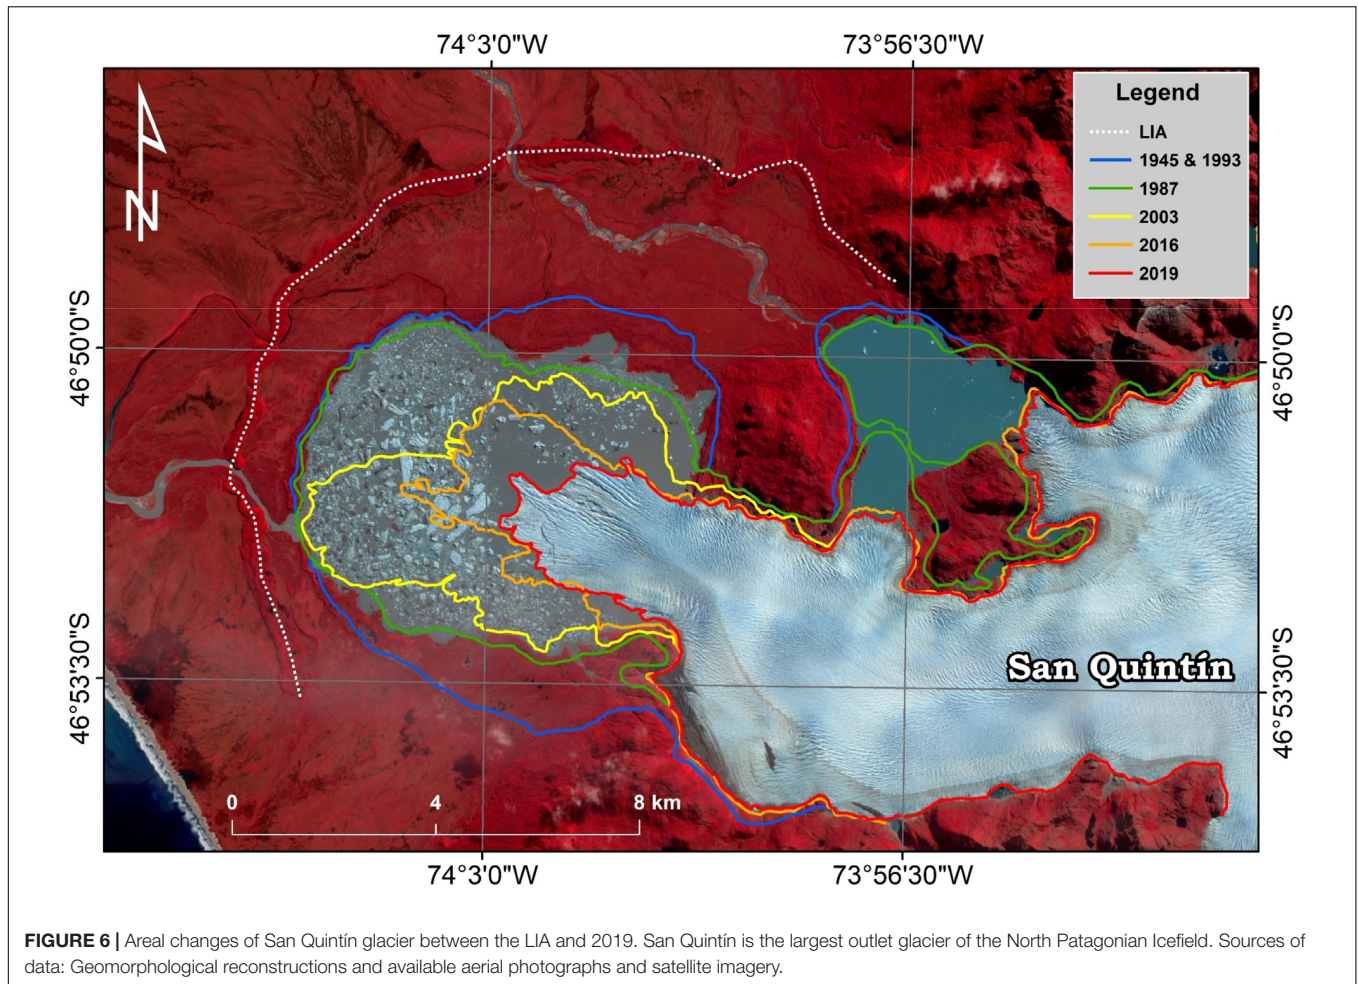 74°3'0"W 73°56'30"W
Legend
LIA
1945 & 1993
1987
2003
2016
2019
N
46°50'0"S 46°50'0"S
46°53'30"S 46°53'30"S
San Quintín
0 4 8 km
74°3'0"W 73°56'30"W
FIGURE 6 | Areal changes of San Quintín glacier between the LIA and 2019. San Quintín is the largest outlet glacier of the North Patagonian Icefield. Sources of
data: Geomorphological reconstructions and available aerial photographs and satellite imagery.